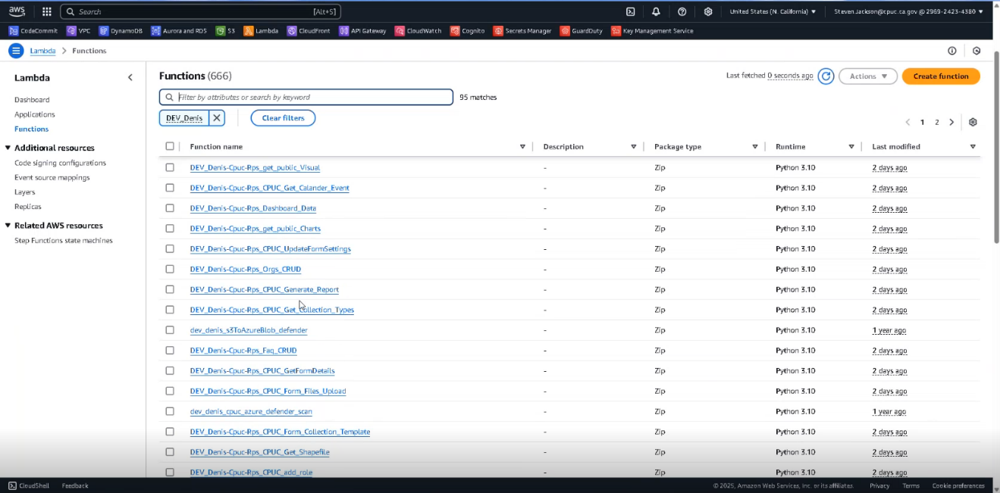 aws Search [Alt+S] United States (N. California) ▼ Steven.Jackson@cpuc.ca.gov @ 2969-2423-4380 ▼
CodeCommit VPC DynamoDB Aurora and RDS S3 Lambda CloudFront API Gateway CloudWatch Cognito Secrets Manager GuardDuty Key Management Service
Lambda > Functions
Lambda
Dashboard
Applications
Functions
Additional resources
Code signing configurations
Event source mappings
Layers
Replicas
Related AWS resources
Step Functions state machines
Functions (666) Last fetched 0 seconds ago Actions Create function
Filter by attributes or search by keyword 95 matches
DEV_Denis Clear filters 1 2
Function name Description Package type Runtime Last modified
DEV_Denis-Cpuc-Rps_get_public_Visual - Zip Python 3.10 2 days ago
DEV_Denis-Cpuc-Rps_CPUC_Get_Calander_Event - Zip Python 3.10 2 days ago
DEV_Denis-Cpuc-Rps_Dashboard_Data - Zip Python 3.10 2 days ago
DEV_Denis-Cpuc-Rps_get_public_Charts - Zip Python 3.10 2 days ago
DEV_Denis-Cpuc-Rps_CPUC_UpdateFormSettings - Zip Python 3.10 2 days ago
DEV_Denis-Cpuc-Rps_Orgs_CRUD - Zip Python 3.10 2 days ago
DEV_Denis-Cpuc-Rps_CPUC_Generate_Report - Zip Python 3.10 2 days ago
DEV_Denis-Cpuc-Rps_CPUC_Get_Collection_Types - Zip Python 3.10 2 days ago
dev_denis_s3ToAzureBlob_defender - Zip Python 3.10 1 year ago
DEV_Denis-Cpuc-Rps_Faq_CRUD - Zip Python 3.10 2 days ago
DEV_Denis-Cpuc-Rps_CPUC_GetFormDetails - Zip Python 3.10 2 days ago
DEV_Denis-Cpuc-Rps_CPUC_Form_Files_Upload - Zip Python 3.10 2 days ago
dev_denis_cpuc_azure_defender_scan - Zip Python 3.10 1 year ago
DEV_Denis-Cpuc-Rps_CPUC_Form_Collection_Template - Zip Python 3.10 2 days ago
DEV_Denis-Cpuc-Rps_CPUC_Get_Shapefile - Zip Python 3.10 2 days ago
DEV_Denis-Cpuc-Rps_CPUC_add_role - Zip Python 3.10 2 days ago
CloudShell Feedback © 2025, Amazon Web Services, Inc. or its affiliates. Privacy Terms Cookie preferences